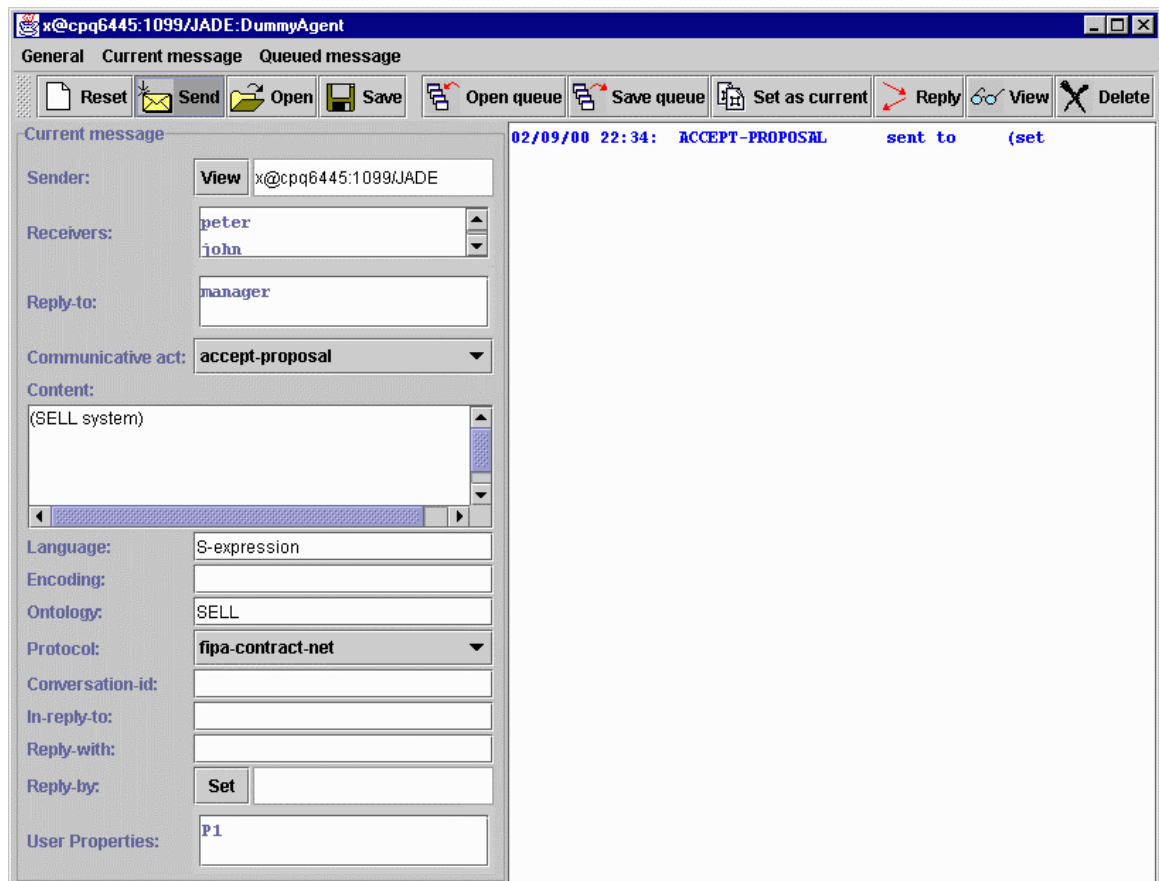 x@cpq6445:1099/JADE:DummyAgent
General Current message Queued message
Reset Send Open Save Open queue Save queue Set as current Reply View Delete
Current message
02/09/00 22:34: ACCEPT-PROPOSAL sent to (set
Sender: View x@cpq6445:1099/JADE
Receivers: peter
john
Reply-to: manager
Communicative act: accept-proposal
Content:
(SELL system)
Language: S-expression
Encoding:
Ontology: SELL
Protocol: fipa-contract-net
Conversation-id:
In-reply-to:
Reply-with:
Reply-by: Set
User Properties: P1